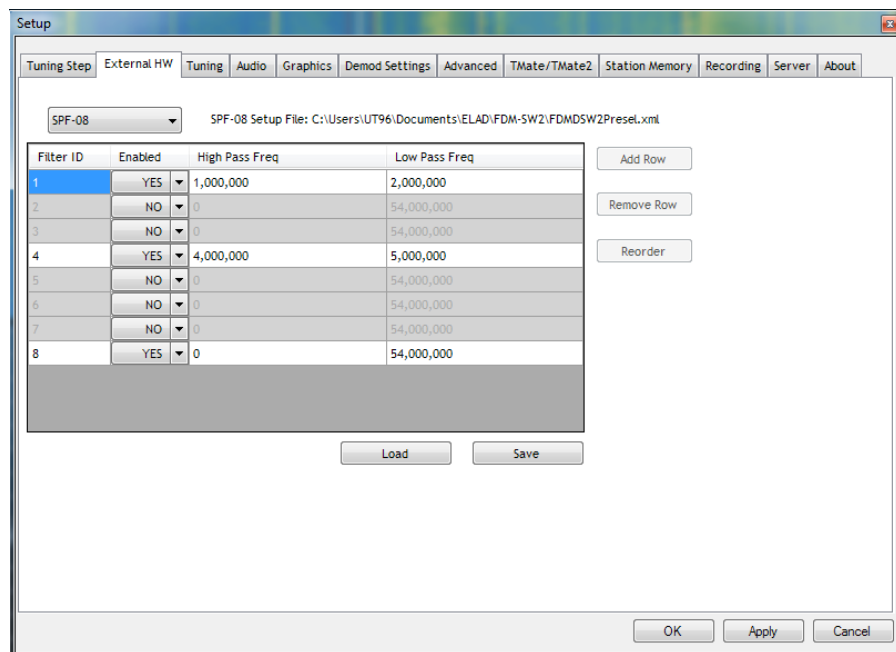 Setup
Tuning Step External HW Tuning Audio Graphics Demod Settings Advanced TMate/TMate2 Station Memory Recording Server About
SPF-08 SPF-08 Setup File: C:\Users\UT96\Documents\ELAD\FDM-SW2\FDMDSW2Presel.xml
Filter ID Enabled High Pass Freq Low Pass Freq Add Row
1 YES 1,000,000 2,000,000
2 NO 0 54,000,000 Remove Row
3 NO 0 54,000,000
4 YES 4,000,000 5,000,000 Reorder
5 NO 0 54,000,000
6 NO 0 54,000,000
7 NO 0 54,000,000
8 YES 0 54,000,000
Load Save
OK Apply Cancel